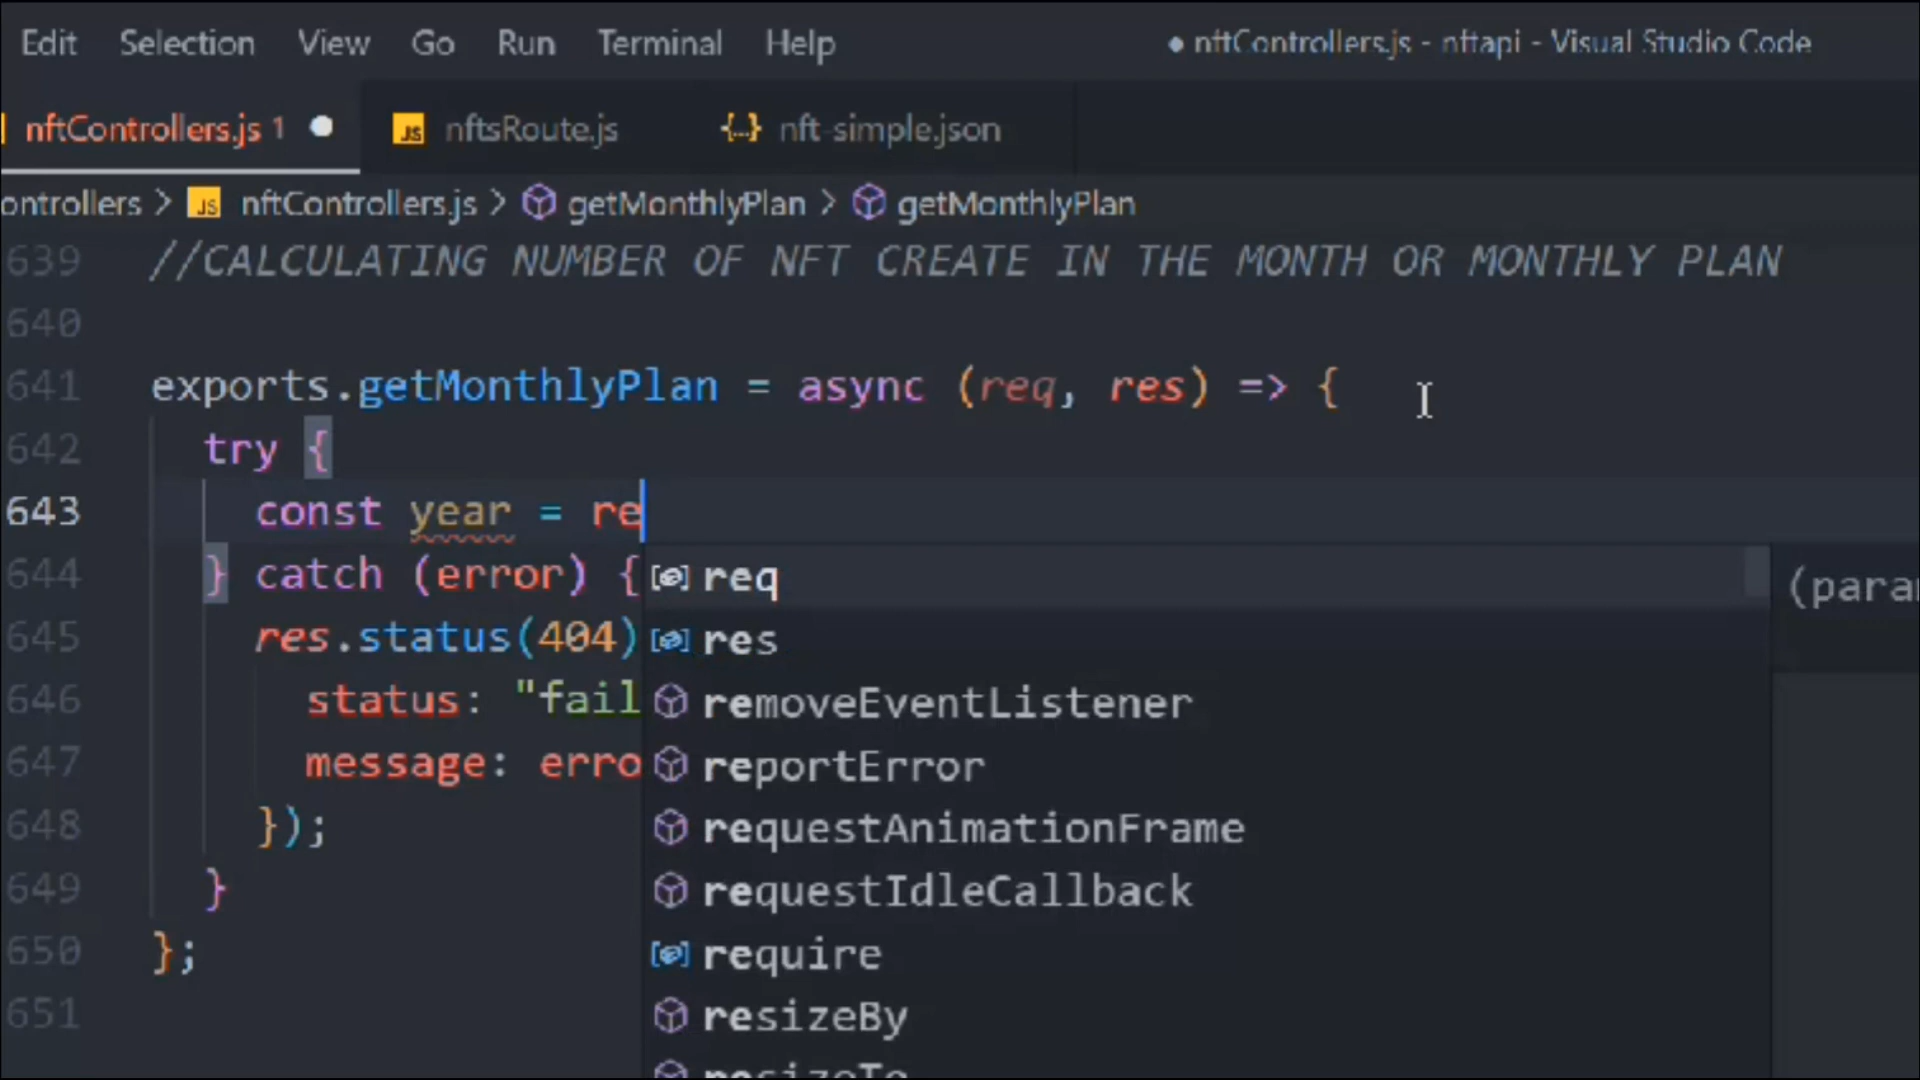 Edit Selection View Go Run Terminal Help ● nftControllers.js - nftapi - Visual Studio Code
nftControllers.js 1 ● JS nftsRoute.js {..} nft-simple.json
ontrollers > JS nftControllers.js > getMonthlyPlan > getMonthlyPlan
639 //CALCULATING NUMBER OF NFT CREATE IN THE MONTH OR MONTHLY PLAN
640
641 exports.getMonthlyPlan = async (req, res) => {
642 try {
643 const year = re
644 } catch (error) {
645 res.status(404)
646 status: "fail
647 message: erro
648 });
649 }
650 };
651
req
(para
res
removeEventListener
reportError
requestAnimationFrame
requestIdleCallback
require
resizeBy
resizeTo